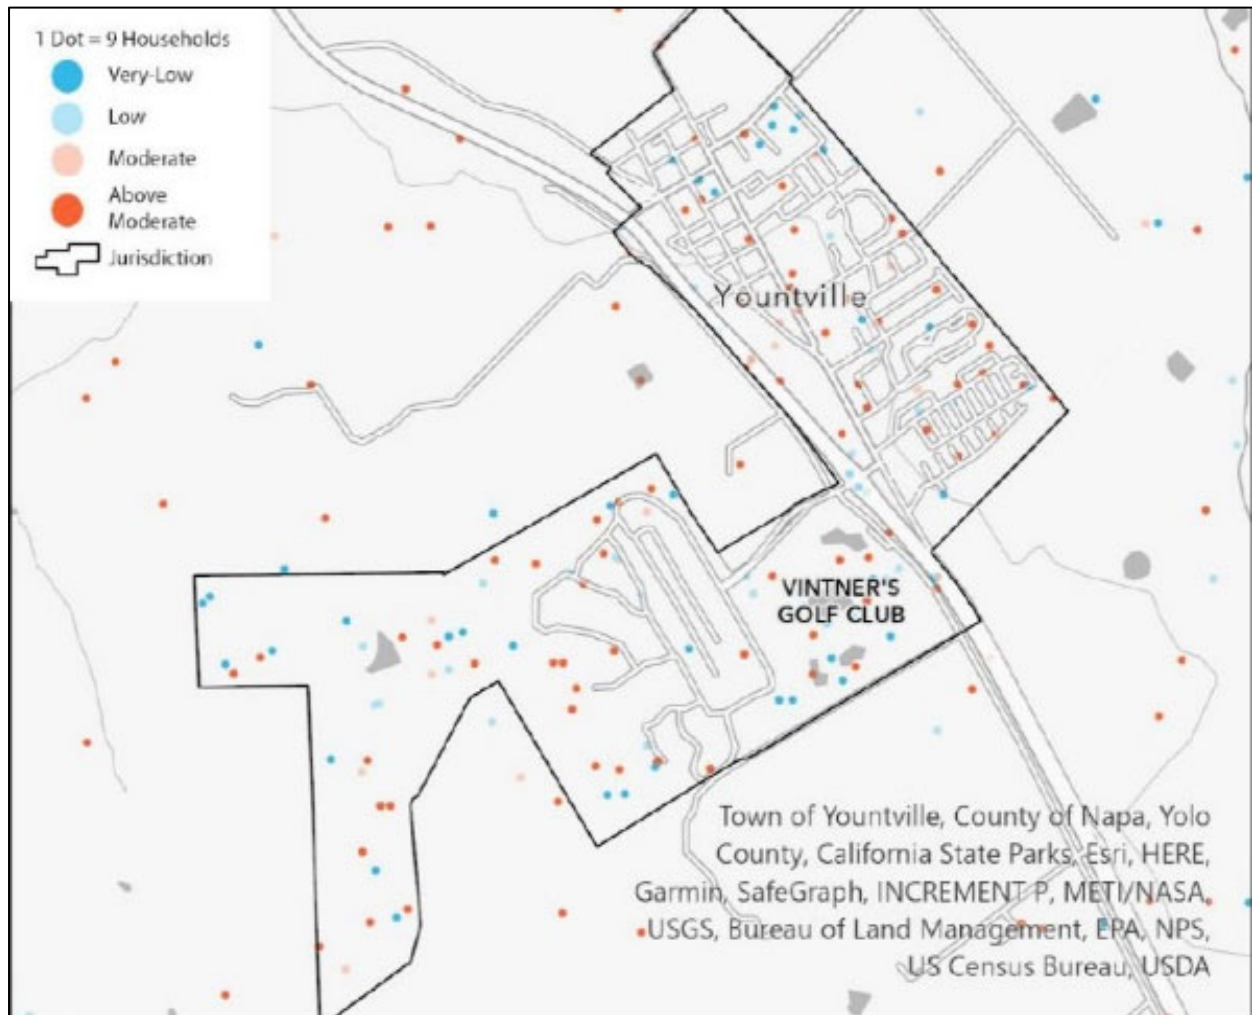 1 Dot = 9 Households
Very-Low
Low
Moderate
Above
Moderate
Jurisdiction
Yountville
VINTNER'S
GOLF CLUB
Town of Yountville, County of Napa, Yolo
County, California State Parks, Esri, HERE,
Garmin, SafeGraph, INCREMENT P, METI/NASA,
USGS, Bureau of Land Management, EPA, NPS,
US Census Bureau, USDA